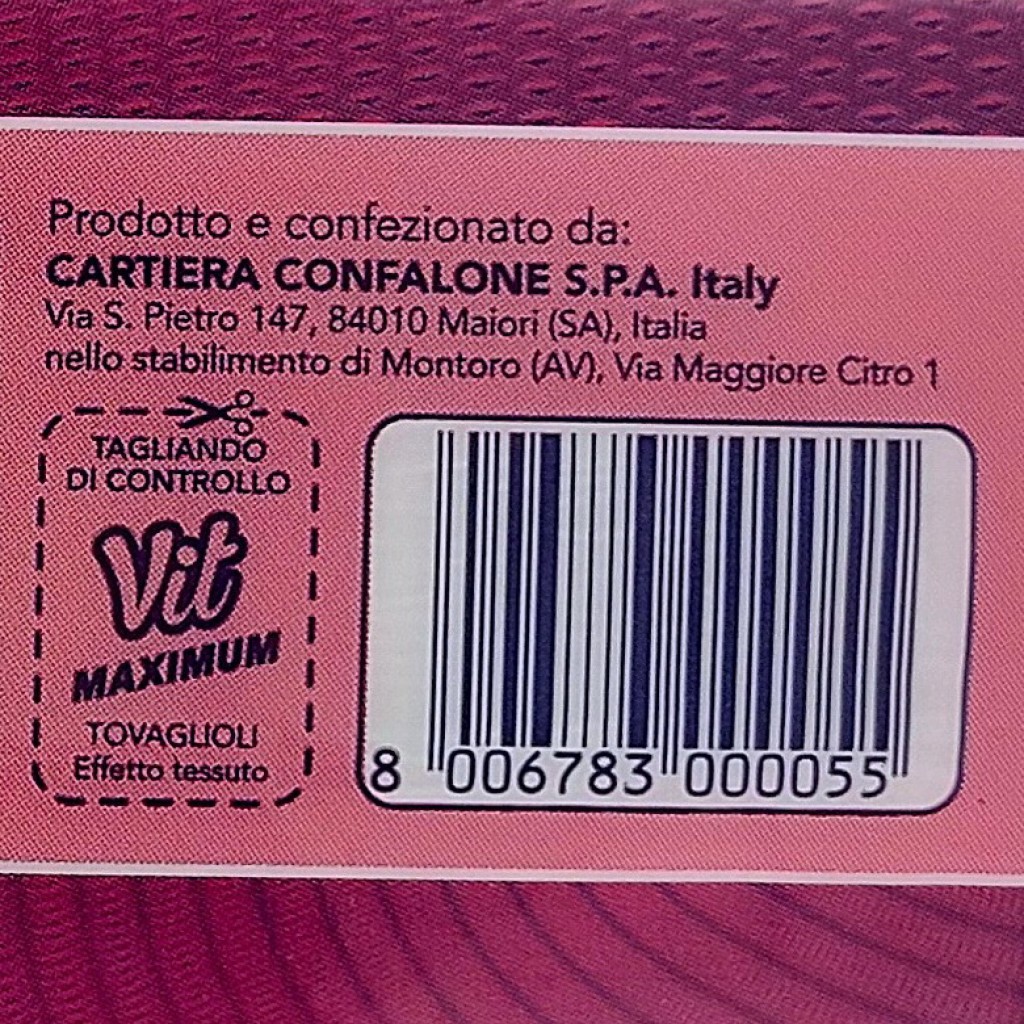 Prodotto e confezionato da:
CARTIERA CONFALONE S.P.A. Italy
Via S. Pietro 147, 84010 Maiori (SA), Italia
nello stabilimento di Montoro (AV), Via Maggiore Citro 1
TAGLIANDO
DI CONTROLLO
Vit
MAXIMUM
TOVAGLIOLI
Effetto tessuto
8 006783 000055